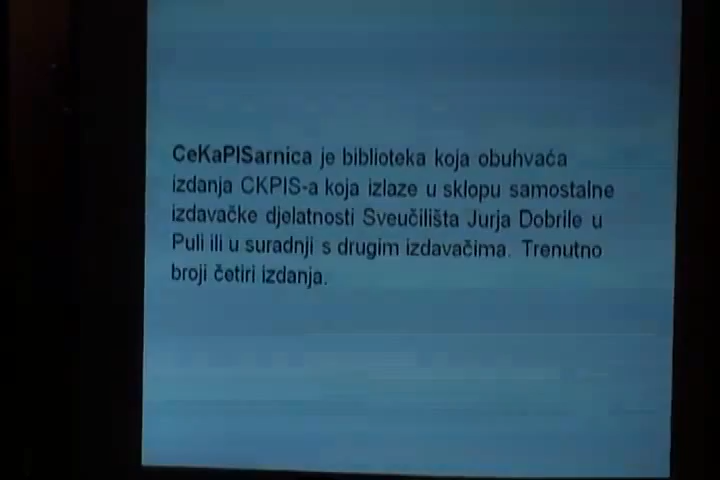 CeKaPISarnica je biblioteka koja obuhvaća
izdanja CKPIS-a koja izlaze u sklopu samostalne
izdavačke djelatnosti Sveučilišta Jurja Dobrile u
Puli ili u suradnji s drugim izdavačima. Trenutno
broji četiri izdanja.